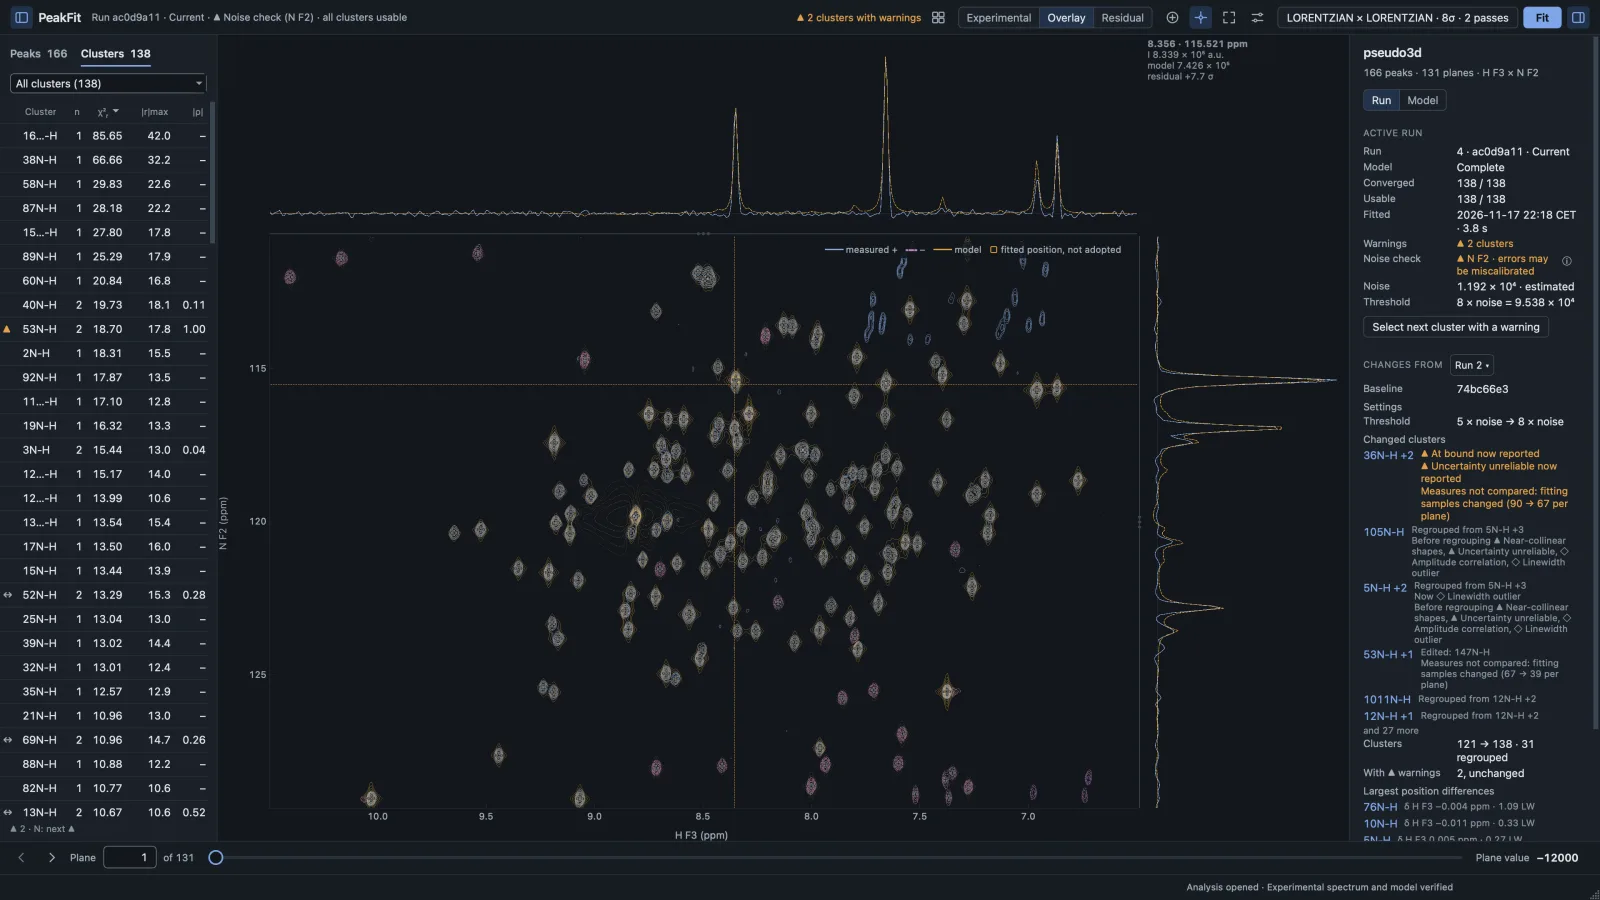 PeakFit Run ac0d9a11 · Current · ▲ Noise check (N F2) · all clusters usable
▲ 2 clusters with warnings
Experimental Overlay Residual
LORENTZIAN × LORENTZIAN · 8σ · 2 passes
Fit
Peaks 166 Clusters 138
All clusters (138)
Cluster n χ²ᵣ |r|max |ρ|
16…-H 1 85.65 42.0 –
38N-H 1 66.66 32.2 –
58N-H 1 29.83 22.6 –
87N-H 1 28.18 22.2 –
15…-H 1 27.80 17.8 –
89N-H 1 25.29 17.9 –
60N-H 1 20.84 16.8 –
40N-H 2 19.73 18.1 0.11
▲ 53N-H 2 18.70 17.8 1.00
2N-H 1 18.31 15.5 –
92N-H 1 17.87 13.5 –
11…-H 1 17.10 12.8 –
19N-H 1 16.32 13.3 –
3N-H 2 15.44 13.0 0.04
12…-H 1 15.17 14.0 –
12…-H 1 13.99 10.6 –
13…-H 1 13.54 15.4 –
17N-H 1 13.50 16.0 –
15N-H 1 13.44 13.9 –
↔ 52N-H 2 13.29 15.3 0.28
25N-H 1 13.04 13.0 –
39N-H 1 13.02 14.4 –
32N-H 1 13.01 12.4 –
35N-H 1 12.57 12.9 –
21N-H 1 10.96 13.0 –
↔ 69N-H 2 10.96 14.7 0.26
88N-H 1 10.88 12.2 –
82N-H 1 10.77 10.6 –
↔ 13N-H 2 10.67 10.6 0.52
▲ 2 · N: next ▲
8.356 · 115.521 ppm
I 8.339 × 10⁶ a.u.
model 7.426 × 10⁶
residual +7.7 σ
measured + – model fitted position, not adopted
115
120
125
N F2 (ppm)
10.0 9.5 9.0 8.5 8.0 7.5 7.0
H F3 (ppm)
pseudo3d
166 peaks · 131 planes · H F3 × N F2
Run Model
ACTIVE RUN
Run 4 · ac0d9a11 · Current
Model Complete
Converged 138 / 138
Usable 138 / 138
Fitted 2026-11-17 22:18 CET
· 3.8 s
Warnings ▲ 2 clusters
Noise check ▲ N F2 · errors may
be miscalibrated
Noise 1.192 × 10⁴ · estimated
Threshold 8 × noise = 9.538 × 10⁴
Select next cluster with a warning
CHANGES FROM Run 2
Baseline 74bc66e3
Settings
Threshold 5 × noise → 8 × noise
Changed clusters
36N-H +2 ▲ At bound now reported
▲ Uncertainty unreliable now
reported
Measures not compared: fitting
samples changed (90 → 67 per
plane)
105N-H Regrouped from 5N-H +3
Before regrouping ▲ Near-collinear
shapes, ▲ Uncertainty unreliable, ◇
Amplitude correlation, ◇ Linewidth
outlier
5N-H +2 Regrouped from 5N-H +3
Now ◇ Linewidth outlier
Before regrouping ▲ Near-collinear
shapes, ▲ Uncertainty unreliable, ◇
Amplitude correlation, ◇ Linewidth
outlier
53N-H +1 Edited: 147N-H
Measures not compared: fitting
samples changed (67 → 39 per
plane)
1011N-H Regrouped from 12N-H +2
12N-H +1 Regrouped from 12N-H +2
and 27 more
Clusters 121 → 138 · 31
regrouped
With ▲ warnings 2, unchanged
Largest position differences
76N-H δ H F3 −0.004 ppm · 1.09 LW
10N-H δ H F3 −0.011 ppm · 0.33 LW
5N-H δ H F3 0.005 ppm · 0.27 LW
Plane 1 of 131
Plane value −12000
Analysis opened · Experimental spectrum and model verified